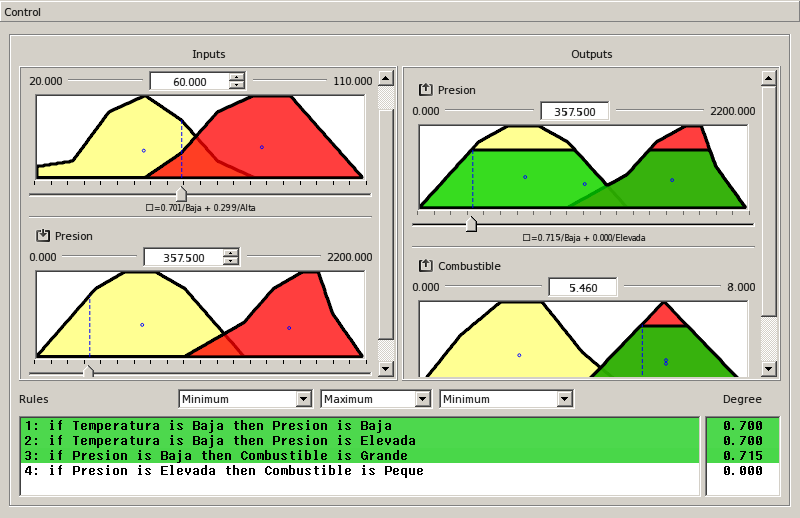 Control
Inputs
20.000 60.000 110.000
□=0.701/Baja + 0.299/Alta
Presion
0.000 357.500 2200.000
Outputs
Presion
0.000 357.500 2200.000
□=0.715/Baja + 0.000/Elevada
Combustible
0.000 5.460 8.000
Rules Minimum Maximum Minimum Degree
1: if Temperatura is Baja then Presion is Baja 0.700
2: if Temperatura is Baja then Presion is Elevada 0.700
3: if Presion is Baja then Combustible is Grande 0.715
4: if Presion is Elevada then Combustible is Peque 0.000